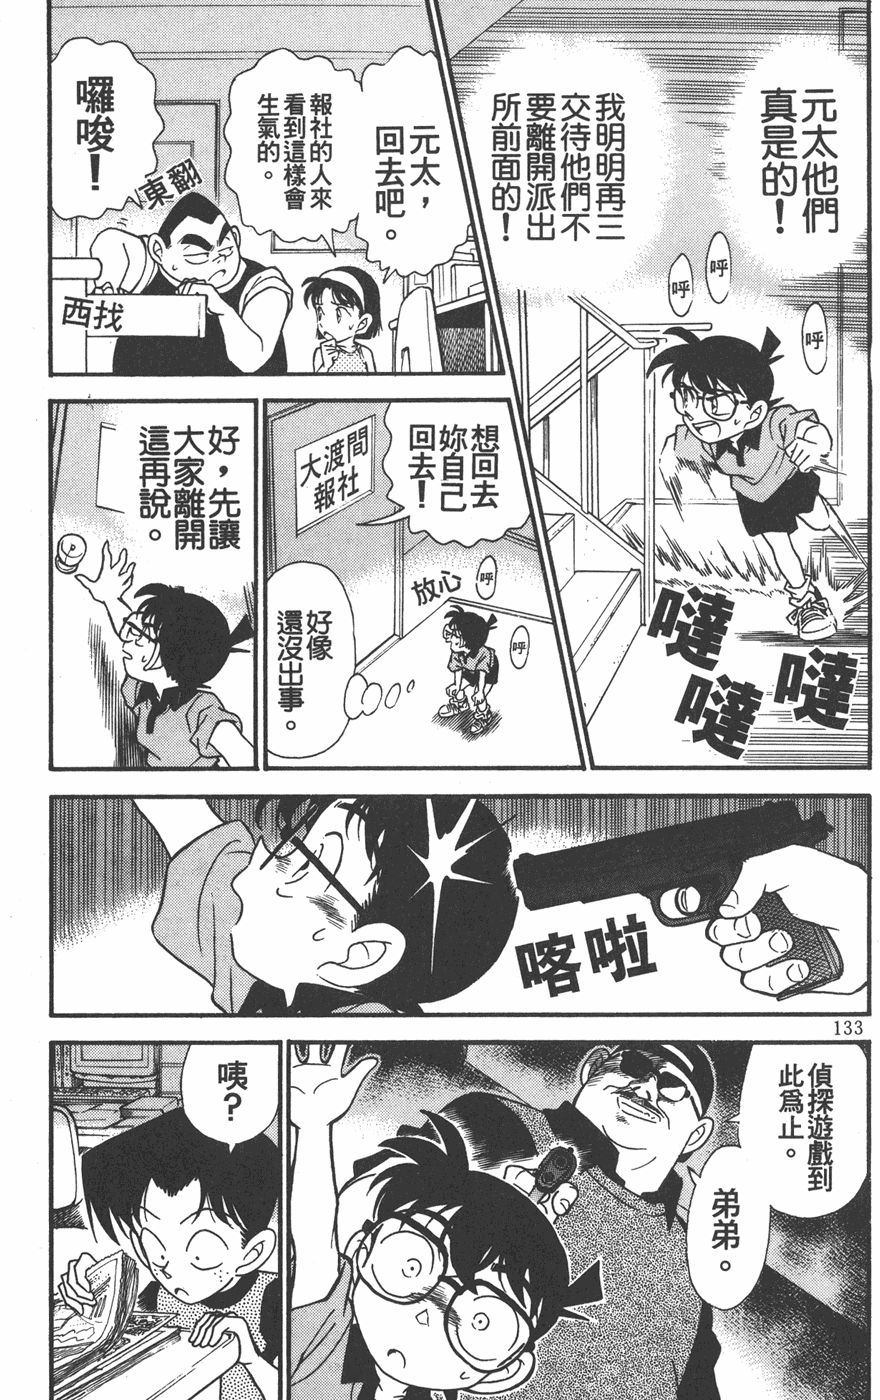 元太他們
真是的！
我明明再三
交待他們不
要離開派出
所前面的！
呼
呼
呼
噠
噠
噠
元太，
回去吧。
報社的人來
看到這樣會
生氣的。
囉唆！
東翻
西找
想回去
妳自己
回去！
大渡間
報社
放心
呼
呼
好像
還沒出事。
好，先讓
大家離開
這再說。
喀啦
133
偵探遊戲到
此為止。
弟弟。
咦？